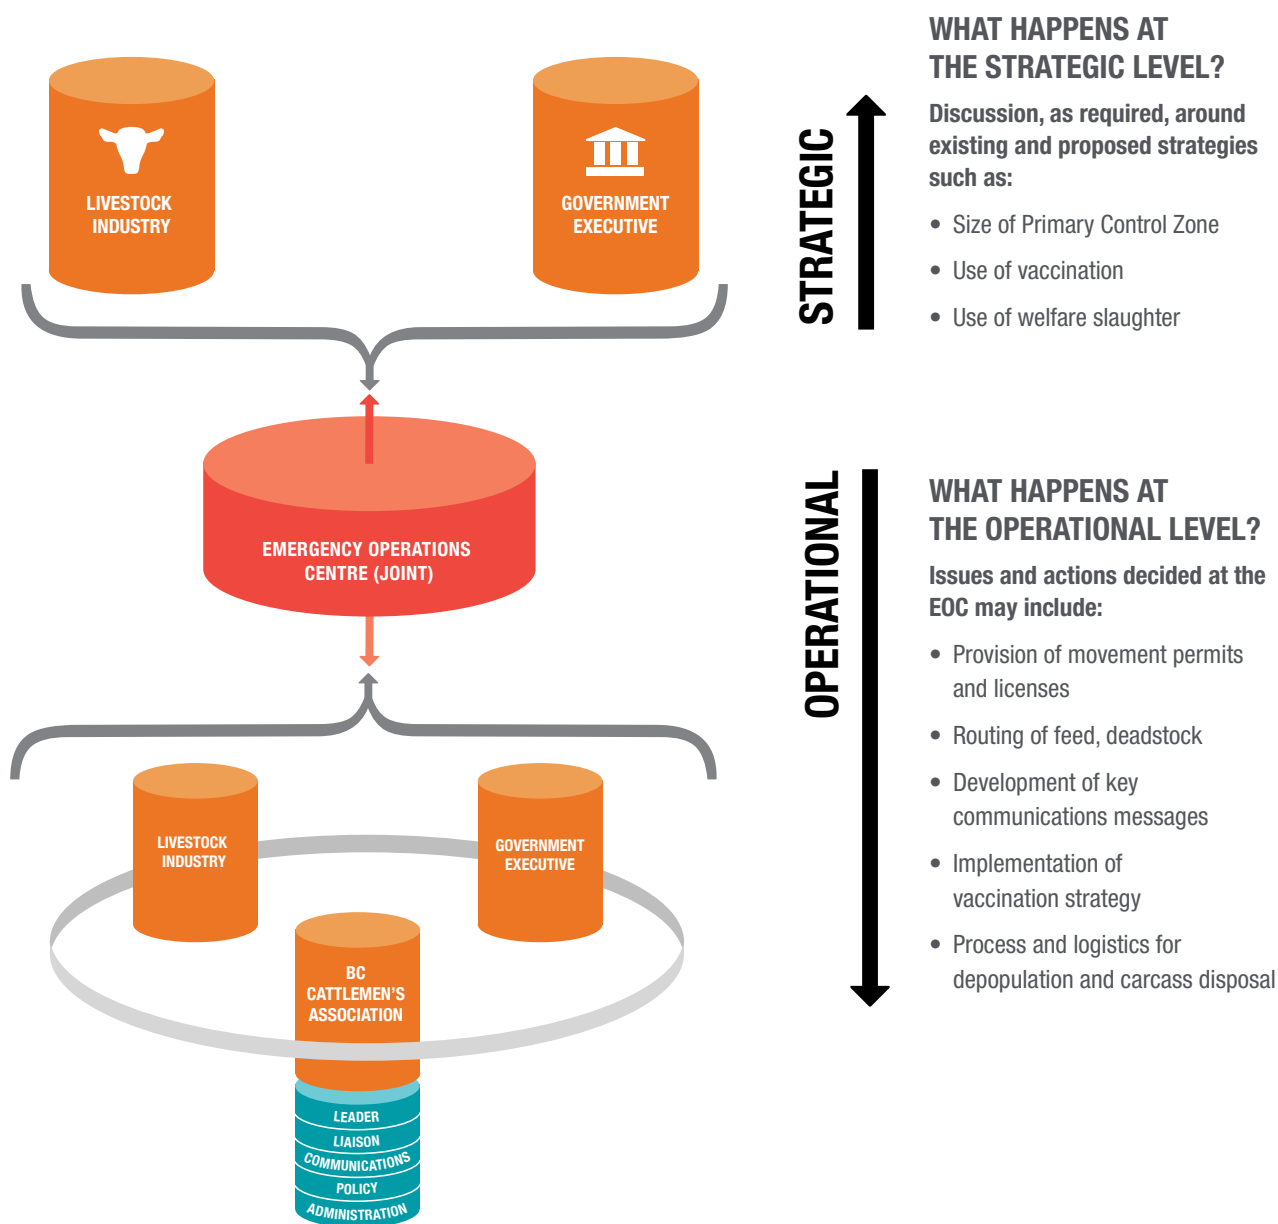 LIVESTOCK
INDUSTRY
GOVERNMENT
EXECUTIVE
STRATEGIC
WHAT HAPPENS AT
THE STRATEGIC LEVEL?
Discussion, as required, around
existing and proposed strategies
such as:
• Size of Primary Control Zone
• Use of vaccination
• Use of welfare slaughter
EMERGENCY OPERATIONS
CENTRE (JOINT)
OPERATIONAL
WHAT HAPPENS AT
THE OPERATIONAL LEVEL?
Issues and actions decided at the
EOC may include:
• Provision of movement permits
and licenses
• Routing of feed, deadstock
• Development of key
communications messages
• Implementation of
vaccination strategy
• Process and logistics for
depopulation and carcass disposal
LIVESTOCK
INDUSTRY
GOVERNMENT
EXECUTIVE
BC
CATTLEMEN'S
ASSOCIATION
LEADER
LIAISON
COMMUNICATIONS
POLICY
ADMINISTRATION